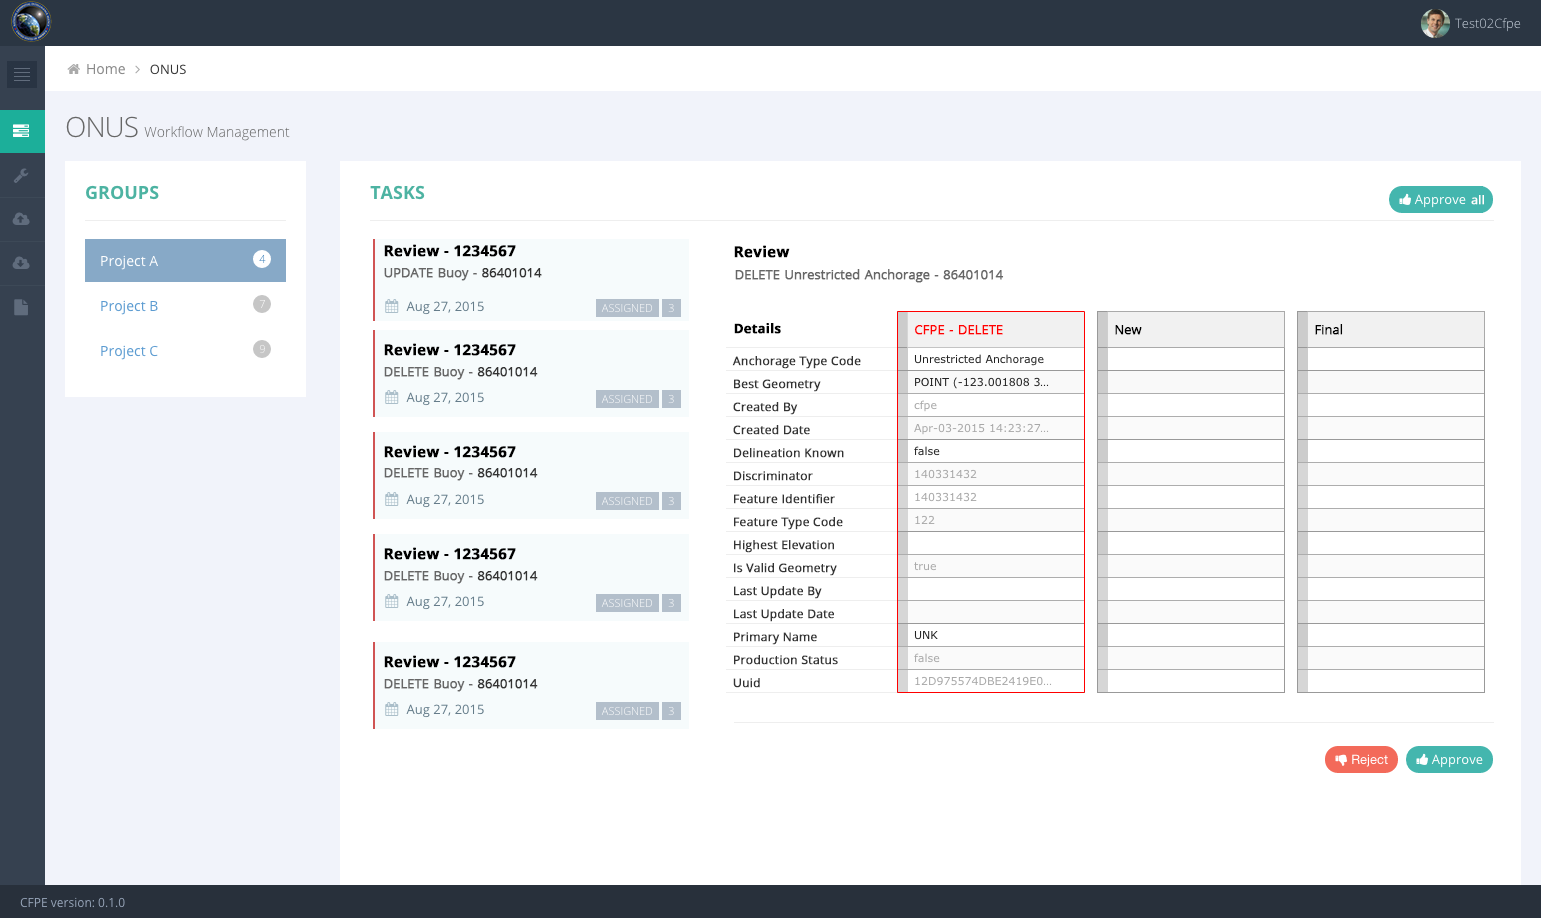 Test02Cfpe
Home > ONUS
ONUS Workflow Management
GROUPS
Project A 4
Project B 7
Project C 9
TASKS
Approve all
Review - 1234567
UPDATE Buoy - 86401014
Aug 27, 2015 ASSIGNED 3
Review - 1234567
DELETE Buoy - 86401014
Aug 27, 2015 ASSIGNED 3
Review - 1234567
DELETE Buoy - 86401014
Aug 27, 2015 ASSIGNED 3
Review - 1234567
DELETE Buoy - 86401014
Aug 27, 2015 ASSIGNED 3
Review - 1234567
DELETE Buoy - 86401014
Aug 27, 2015 ASSIGNED 3
Review
DELETE Unrestricted Anchorage - 86401014
Details CFPE - DELETE New Final
Anchorage Type Code Unrestricted Anchorage
Best Geometry POINT (-123.001808 3...
Created By cfpe
Created Date Apr-03-2015 14:23:27...
Delineation Known false
Discriminator 140331432
Feature Identifier 140331432
Feature Type Code 122
Highest Elevation
Is Valid Geometry true
Last Update By
Last Update Date
Primary Name UNK
Production Status false
Uuid 12D975574DBE2419E0...
Reject Approve
CFPE version: 0.1.0